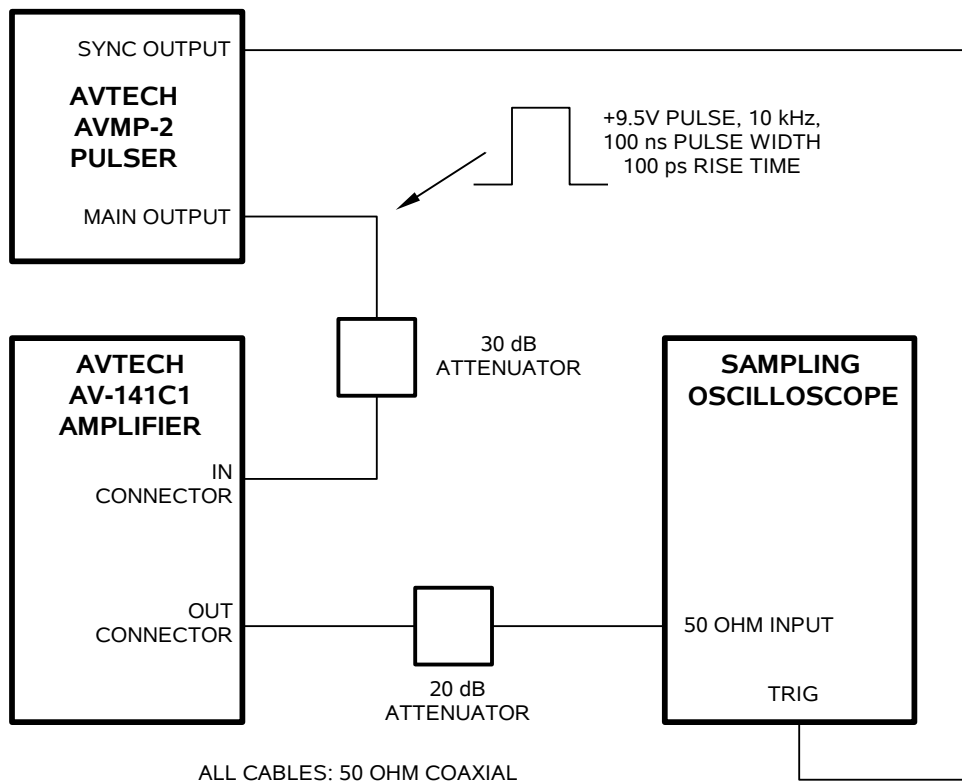 SYNC OUTPUT
AVTECH
AVMP-2
PULSER
MAIN OUTPUT
+9.5V PULSE, 10 kHz,
100 ns PULSE WIDTH
100 ps RISE TIME
30 dB
ATTENUATOR
AVTECH
AV-141C1
AMPLIFIER
IN
CONNECTOR
OUT
CONNECTOR
20 dB
ATTENUATOR
SAMPLING
OSCILLOSCOPE
50 OHM INPUT
TRIG
ALL CABLES: 50 OHM COAXIAL